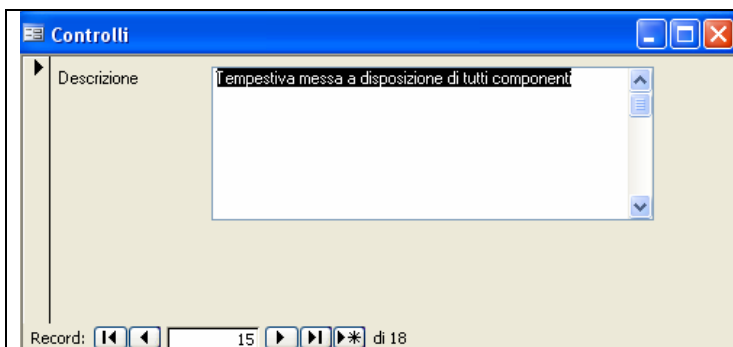 Controlli
Descrizione Tempestiva messa a disposizione di tutti componenti
Record: 15 di 18